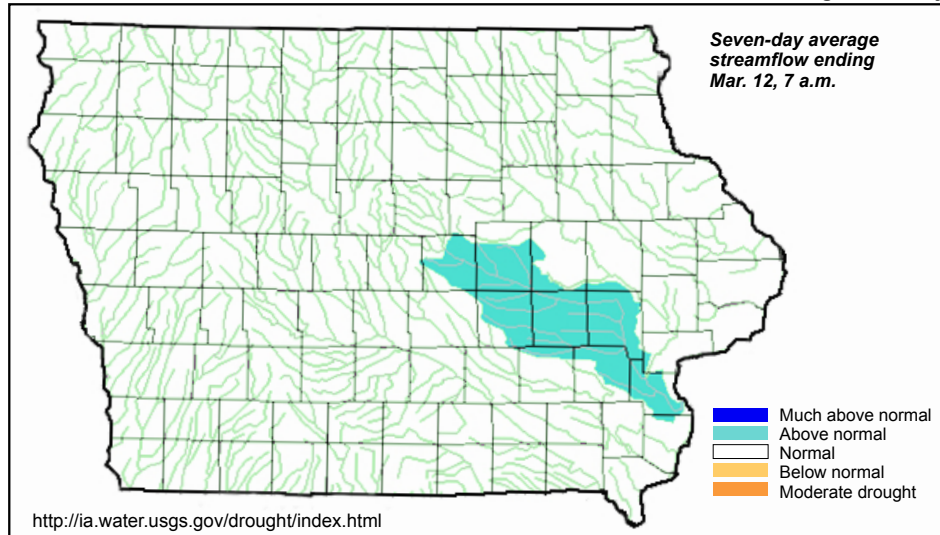 Seven-day average
streamflow ending
Mar. 12, 7 a.m.
Much above normal
Above normal
Normal
Below normal
Moderate drought
http://ia.water.usgs.gov/drought/index.html